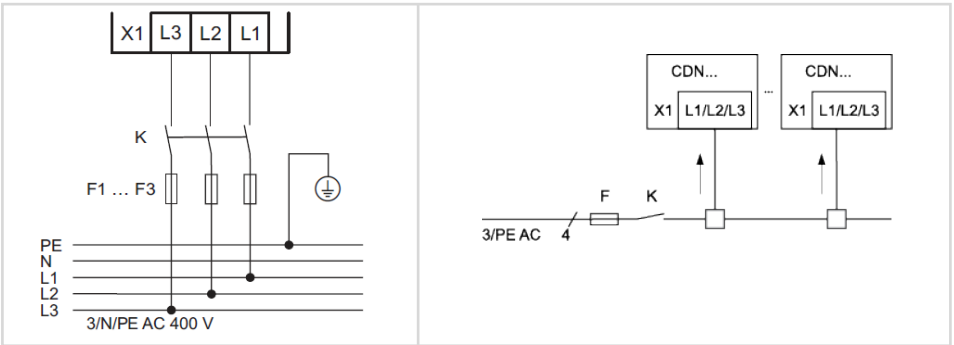 X1 L3 L2 L1
K
F1 … F3
PE
N
L1
L2
L3
3/N/PE AC 400 V
CDN... ... CDN...
X1 L1/L2/L3 X1 L1/L2/L3
F K
3/PE AC 4